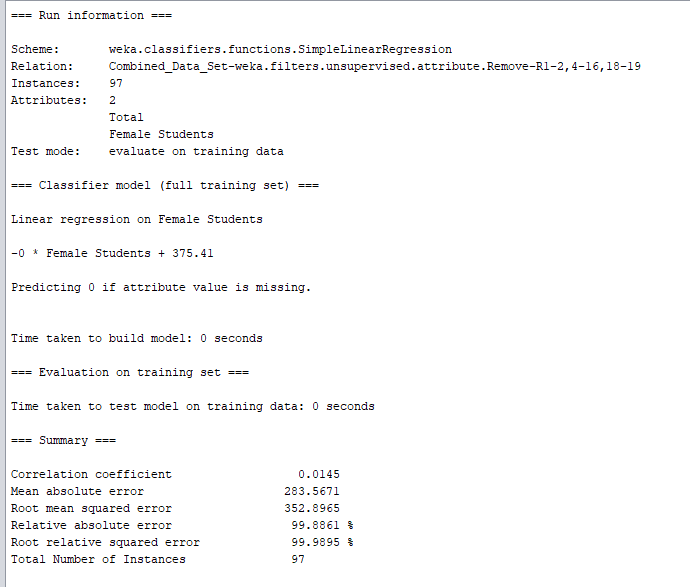 === Run information ===
Scheme: weka.classifiers.functions.SimpleLinearRegression
Relation: Combined_Data_Set-weka.filters.unsupervised.attribute.Remove-R1-2,4-16,18-19
Instances: 97
Attributes: 2
Total
Female Students
Test mode: evaluate on training data
=== Classifier model (full training set) ===
Linear regression on Female Students
-0 * Female Students + 375.41
Predicting 0 if attribute value is missing.
Time taken to build model: 0 seconds
=== Evaluation on training set ===
Time taken to test model on training data: 0 seconds
=== Summary ===
Correlation coefficient 0.0145
Mean absolute error 283.5671
Root mean squared error 352.8965
Relative absolute error 99.8861 %
Root relative squared error 99.9895 %
Total Number of Instances 97